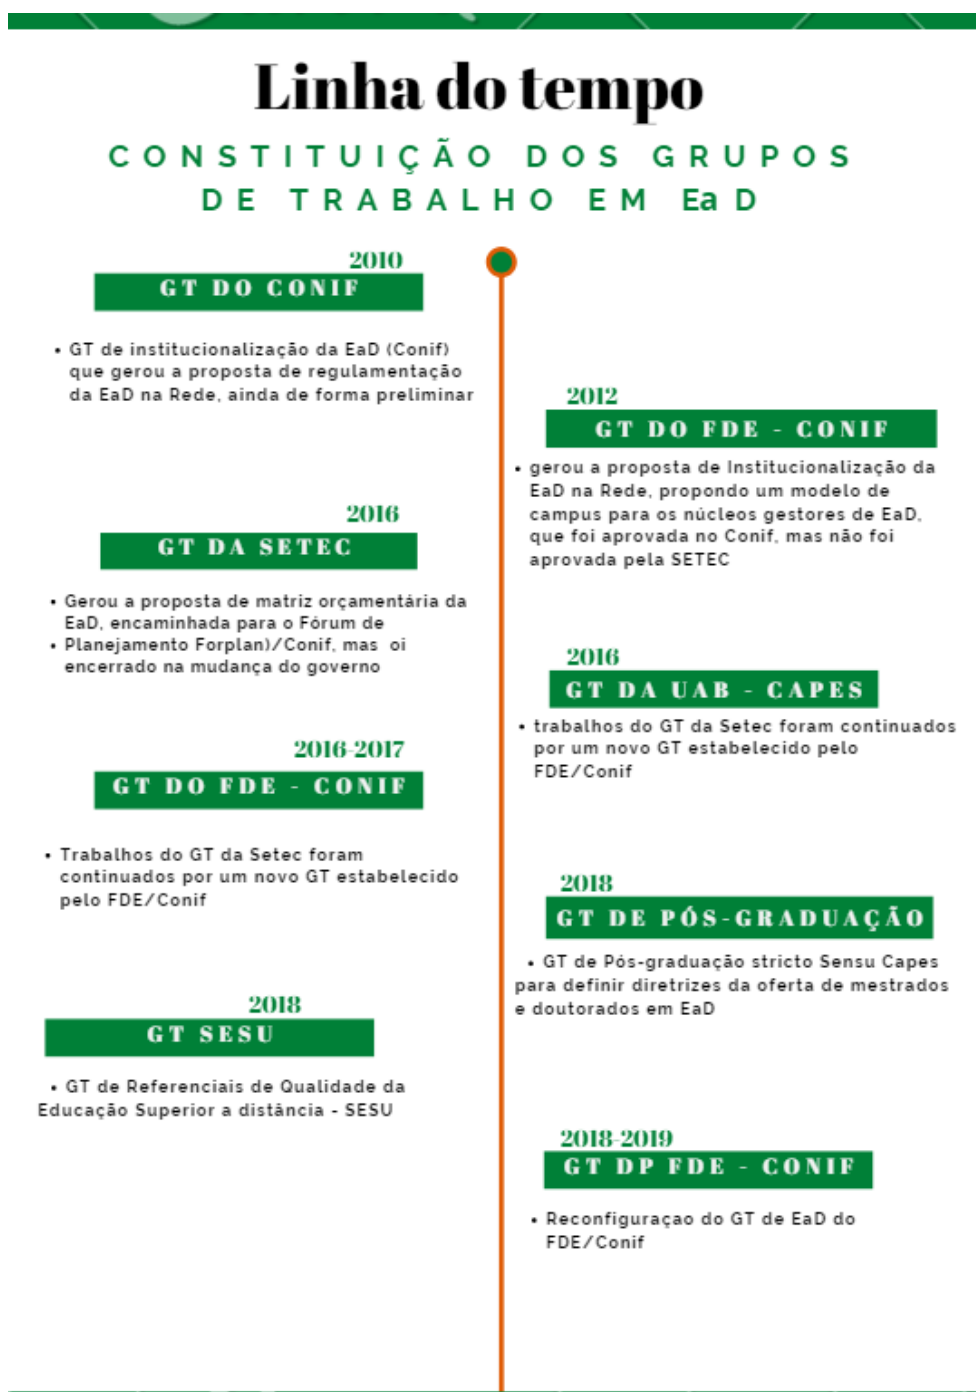 Linha do tempo
CONSTITUIÇÃO DOS GRUPOS
DE TRABALHO EM EaD
2010
GT DO CONIF
• GT de institucionalização da EaD (Conif)
que gerou a proposta de regulamentação
da EaD na Rede, ainda de forma preliminar
2012
GT DO FDE - CONIF
• gerou a proposta de Institucionalização da
EaD na Rede, propondo um modelo de
campus para os núcleos gestores de EaD,
que foi aprovada no Conif, mas não foi
aprovada pela SETEC
2016
GT DA SETEC
• Gerou a proposta de matriz orçamentária da
EaD, encaminhada para o Fórum de
• Planejamento Forplan)/Conif, mas oi
encerrado na mudança do governo
2016
GT DA UAB - CAPES
• trabalhos do GT da Setec foram continuados
por um novo GT estabelecido pelo
FDE/Conif
2016-2017
GT DO FDE - CONIF
• Trabalhos do GT da Setec foram
continuados por um novo GT estabelecido
pelo FDE/Conif
2018
GT DE PÓS-GRADUAÇÃO
• GT de Pós-graduação stricto Sensu Capes
para definir diretrizes da oferta de mestrados
e doutorados em EaD
2018
GT SESU
• GT de Referenciais de Qualidade da
Educação Superior a distância - SESU
2018-2019
GT DP FDE - CONIF
• Reconfiguraçao do GT de EaD do
FDE/Conif